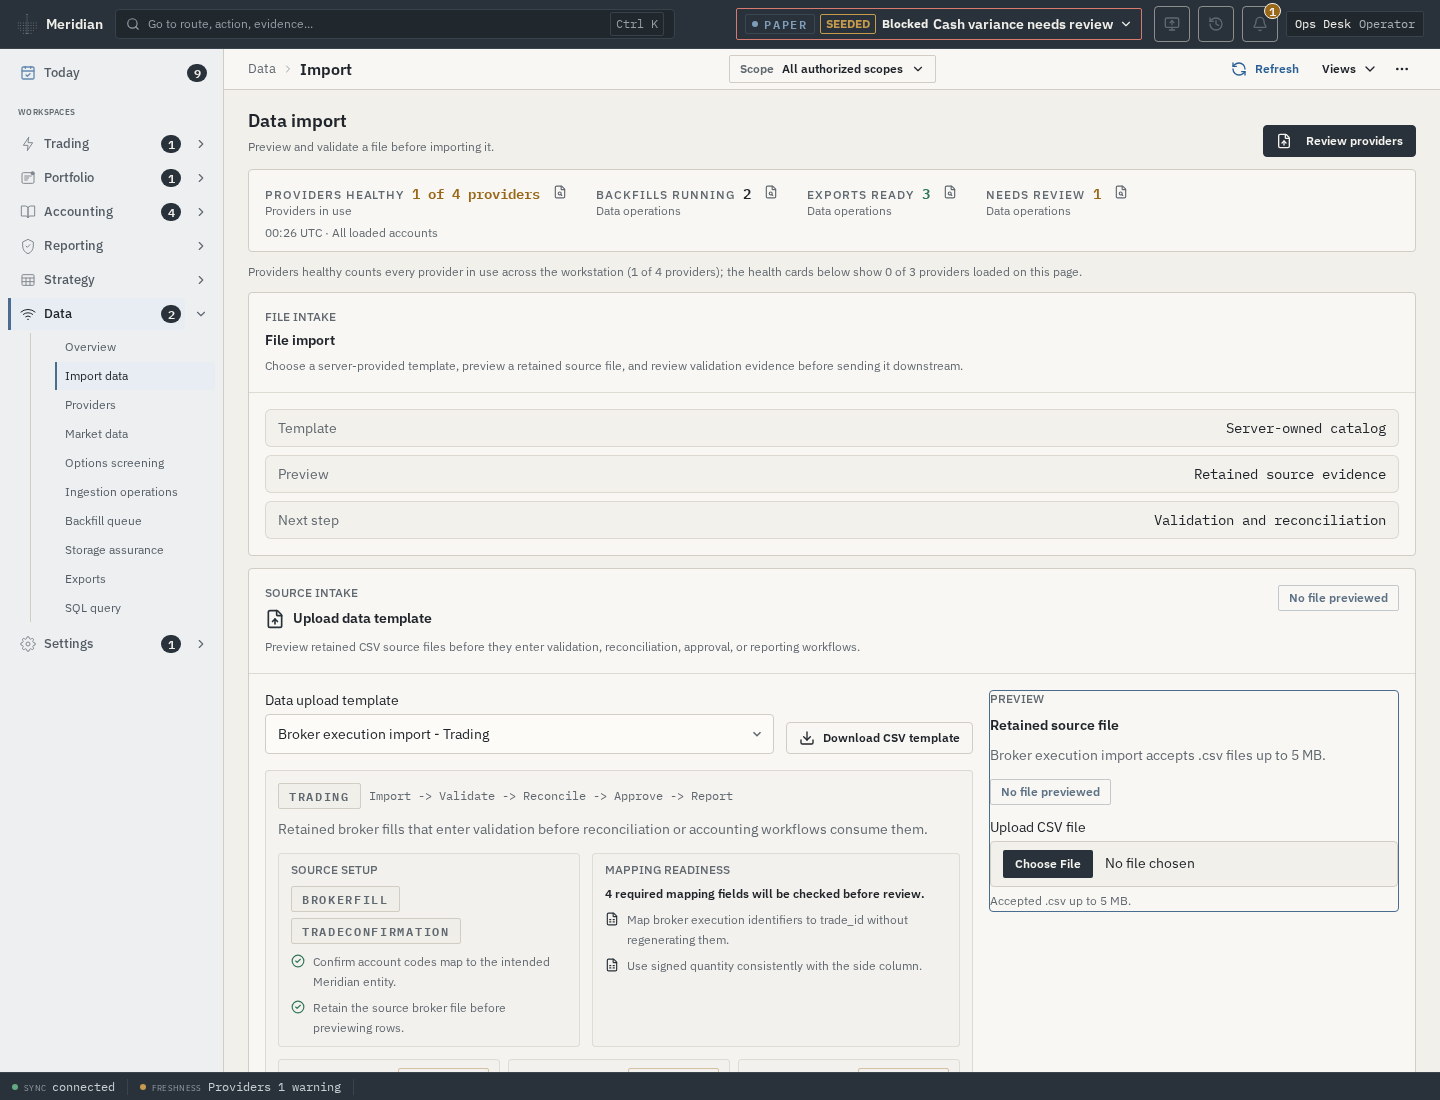 Meridian
Go to route, action, evidence...
Ctrl K
PAPER
SEEDED
Blocked Cash variance needs review
1
Ops Desk Operator
Today
9
WORKSPACES
Trading
1
Portfolio
1
Accounting
4
Reporting
Strategy
Data
2
Overview
Import data
Providers
Market data
Options screening
Ingestion operations
Backfill queue
Storage assurance
Exports
SQL query
Settings
1
Data
Import
Scope All authorized scopes
Refresh
Views
Data import
Preview and validate a file before importing it.
Review providers
PROVIDERS HEALTHY 1 of 4 providers
Providers in use
00:26 UTC · All loaded accounts
BACKFILLS RUNNING 2
Data operations
EXPORTS READY 3
Data operations
NEEDS REVIEW 1
Data operations
Providers healthy counts every provider in use across the workstation (1 of 4 providers); the health cards below show 0 of 3 providers loaded on this page.
FILE INTAKE
File import
Choose a server-provided template, preview a retained source file, and review validation evidence before sending it downstream.
Template
Server-owned catalog
Preview
Retained source evidence
Next step
Validation and reconciliation
SOURCE INTAKE
Upload data template
Preview retained CSV source files before they enter validation, reconciliation, approval, or reporting workflows.
No file previewed
Data upload template
Broker execution import - Trading
Download CSV template
TRADING
Import -> Validate -> Reconcile -> Approve -> Report
Retained broker fills that enter validation before reconciliation or accounting workflows consume them.
SOURCE SETUP
BROKERFILL
TRADECONFIRMATION
Confirm account codes map to the intended
Meridian entity.
Retain the source broker file before
previewing rows.
MAPPING READINESS
4 required mapping fields will be checked before review.
Map broker execution identifiers to trade_id without
regenerating them.
Use signed quantity consistently with the side column.
PREVIEW
Retained source file
Broker execution import accepts .csv files up to 5 MB.
No file previewed
Upload CSV file
Choose File
No file chosen
Accepted .csv up to 5 MB.
SYNC connected
FRESHNESS Providers 1 warning